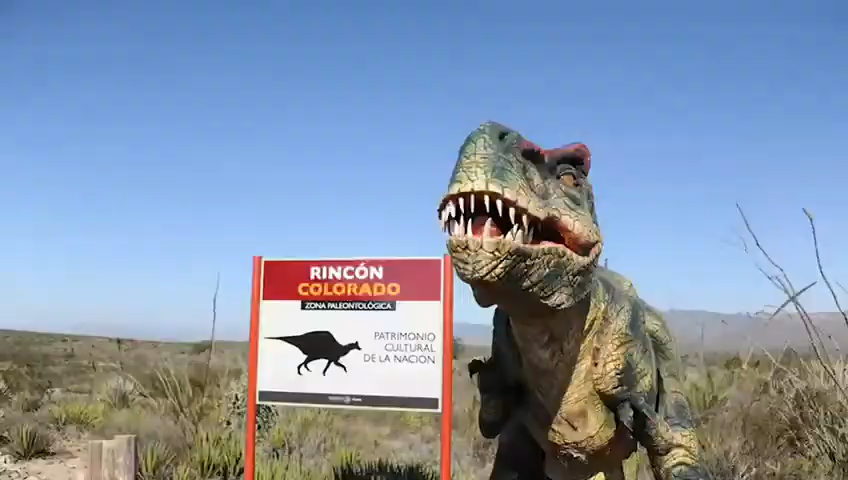 RINCÓN
COLORADO
ZONA PALEONTOLÓGICA
PATRIMONIO
CULTURAL
DE LA NACIÓN